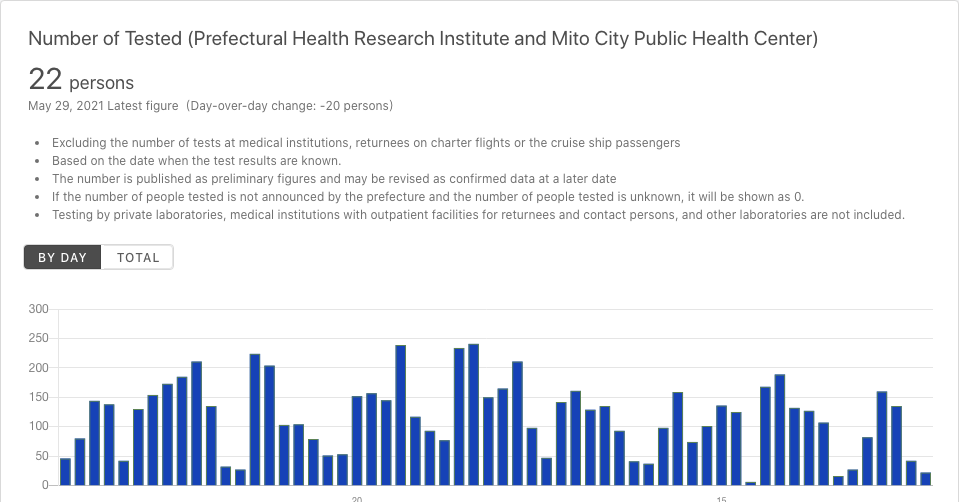 Number of Tested (Prefectural Health Research Institute and Mito City Public Health Center)
22 persons
May 29, 2021 Latest figure (Day-over-day change: -20 persons)
• Excluding the number of tests at medical institutions, returnees on charter flights or the cruise ship passengers
• Based on the date when the test results are known.
• The number is published as preliminary figures and may be revised as confirmed data at a later date
• If the number of people tested is not announced by the prefecture and the number of people tested is unknown, it will be shown as 0.
• Testing by private laboratories, medical institutions with outpatient facilities for returnees and contact persons, and other laboratories are not included.
BY DAY TOTAL
300
250
200
150
100
50
0
20 15